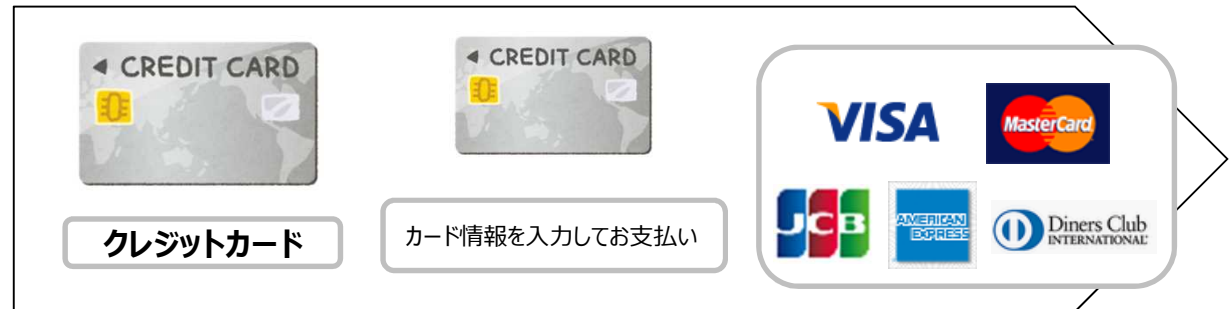 CREDIT CARD
クレジットカード
CREDIT CARD
カード情報を入力してお支払い
VISA
MasterCard
JCB
AMERICAN
EXPRESS
Diners Club
INTERNATIONAL